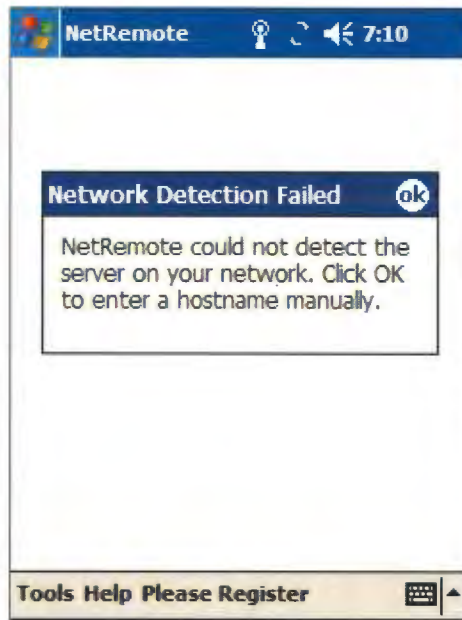 NetRemote 7:10
Network Detection Failed ok
NetRemote could not detect the
server on your network. Click OK
to enter a hostname manually.
Tools Help Please Register